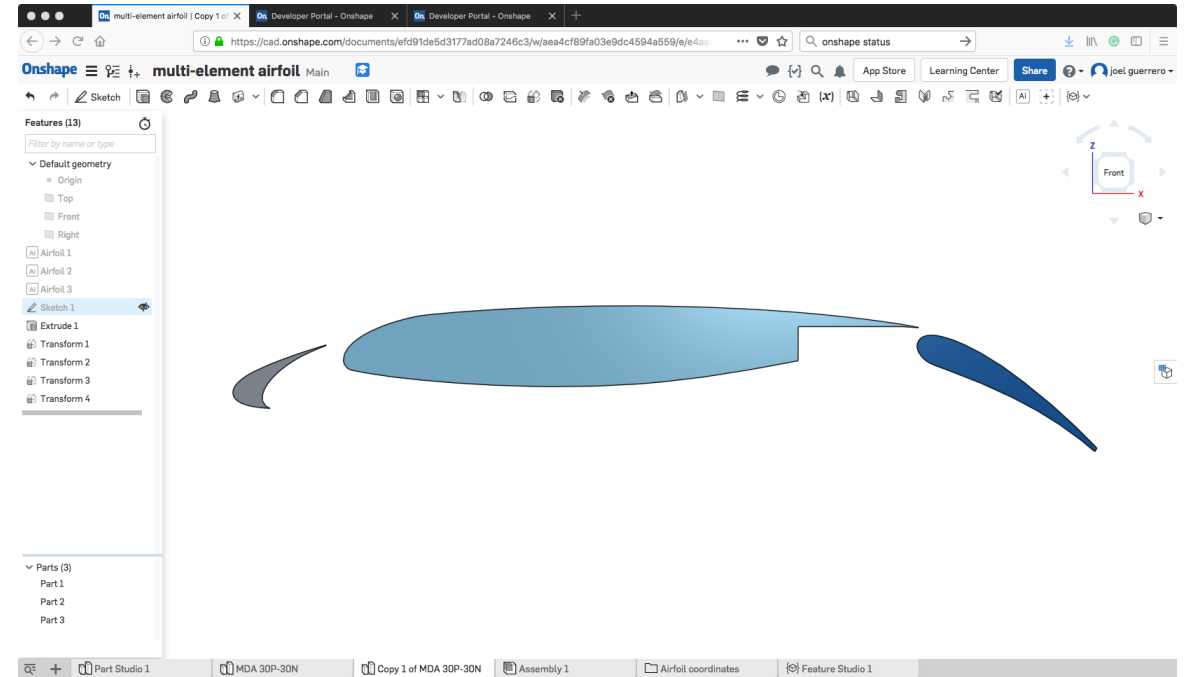 multi-element airfoil | Copy 1 of
Developer Portal - Onshape
Developer Portal - Onshape
https://cad.onshape.com/documents/efd91de5d3177ad08a7246c3/w/aea4cf89fa03e9dc4594a559/e/e4aa
onshape status
Onshape multi-element airfoil Main
App Store Learning Center Share joel guerrero
Sketch
Features (13)
Filter by name or type
Default geometry
Origin
Top
Front
Right
Airfoil 1
Airfoil 2
Airfoil 3
Sketch 1
Extrude 1
Transform 1
Transform 2
Transform 3
Transform 4
Z
Front
X
Parts (3)
Part 1
Part 2
Part 3
Part Studio 1 MDA 30P-30N Copy 1 of MDA 30P-30N Assembly 1 Airfoil coordinates Feature Studio 1